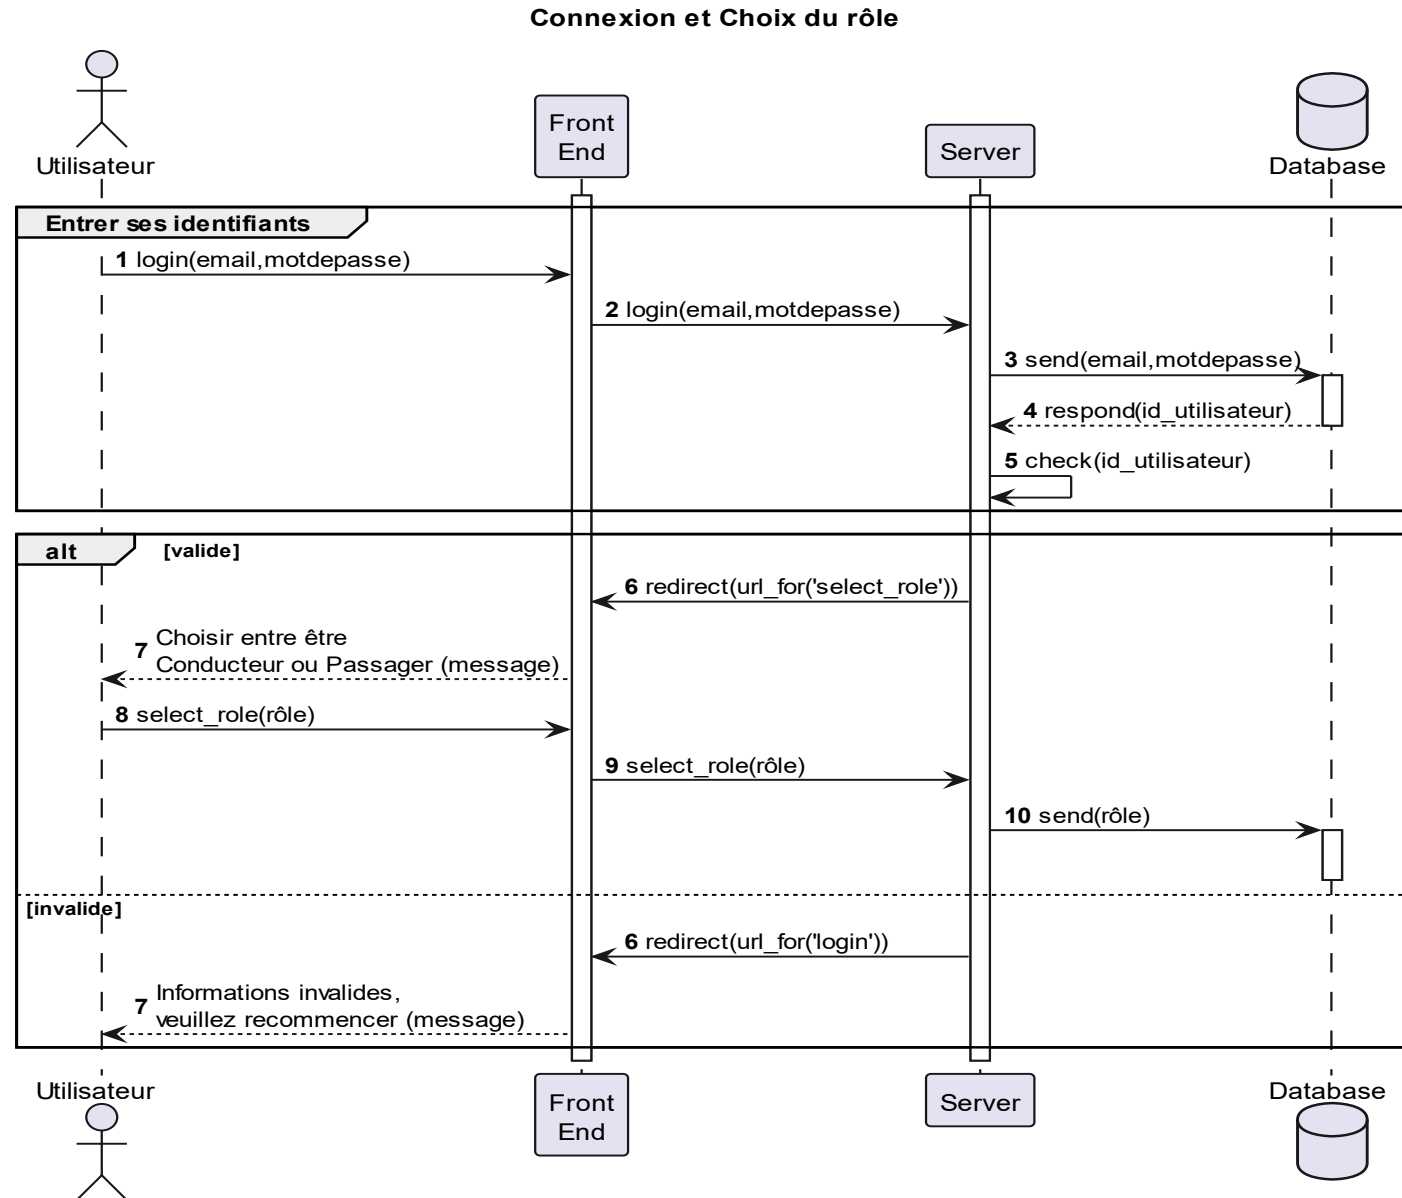 Connexion et Choix du rôle
Utilisateur
Front
End
Server
Database
Entrer ses identifiants
1 login(email,motdepasse)
2 login(email,motdepasse)
3 send(email,motdepasse)
4 respond(id_utilisateur)
5 check(id_utilisateur)
alt [valide]
6 redirect(url_for('select_role'))
7 Choisir entre être
Conducteur ou Passager (message)
8 select_role(rôle)
9 select_role(rôle)
10 send(rôle)
[invalide]
6 redirect(url_for('login'))
7 Informations invalides,
veuillez recommencer (message)
Utilisateur
Front
End
Server
Database